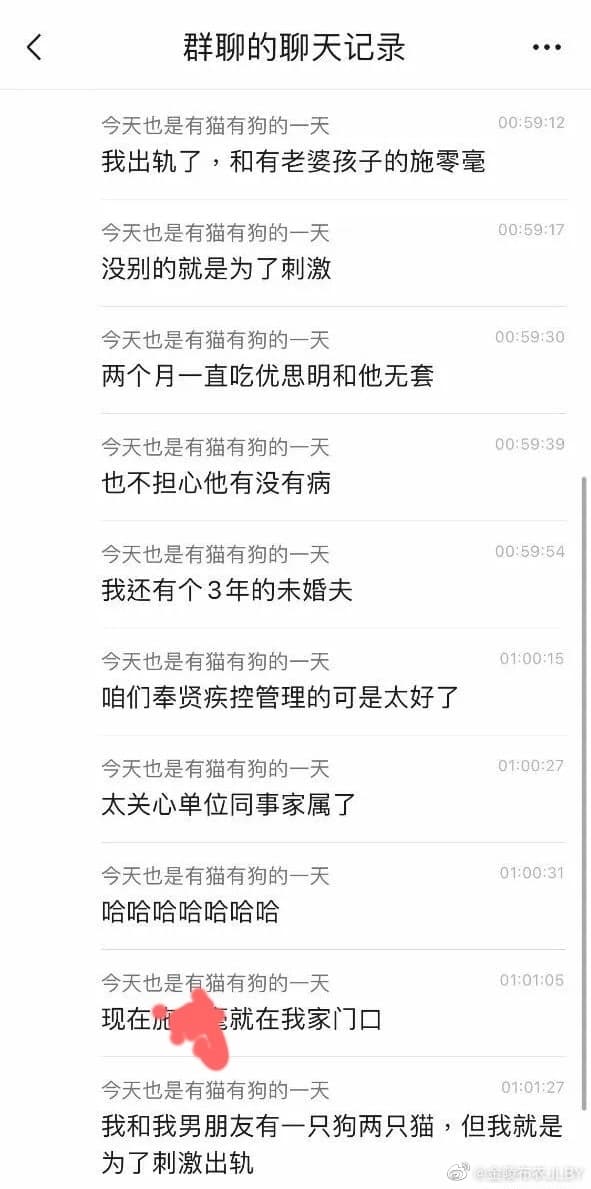 群聊的聊天记录
今天也是有猫有狗的一天
00:59:12
我出轨了，和有老婆孩子的施零毫
今天也是有猫有狗的一天
00:59:17
没别的就是为了刺激
今天也是有猫有狗的一天
00:59:30
两个月一直吃优思明和他无套
今天也是有猫有狗的一天
00:59:39
也不担心他有没有病
今天也是有猫有狗的一天
00:59:54
我还有个3年的未婚夫
今天也是有猫有狗的一天
01:00:15
咱们奉贤疾控管理的可是太好了
今天也是有猫有狗的一天
01:00:27
太关心单位同事家属了
今天也是有猫有狗的一天
01:00:31
哈哈哈哈哈哈哈
今天也是有猫有狗的一天
01:01:05
现在施毫就在我家门口
今天也是有猫有狗的一天
01:01:27
我和我男朋友有一只狗两只猫，但我就是
为了刺激出轨